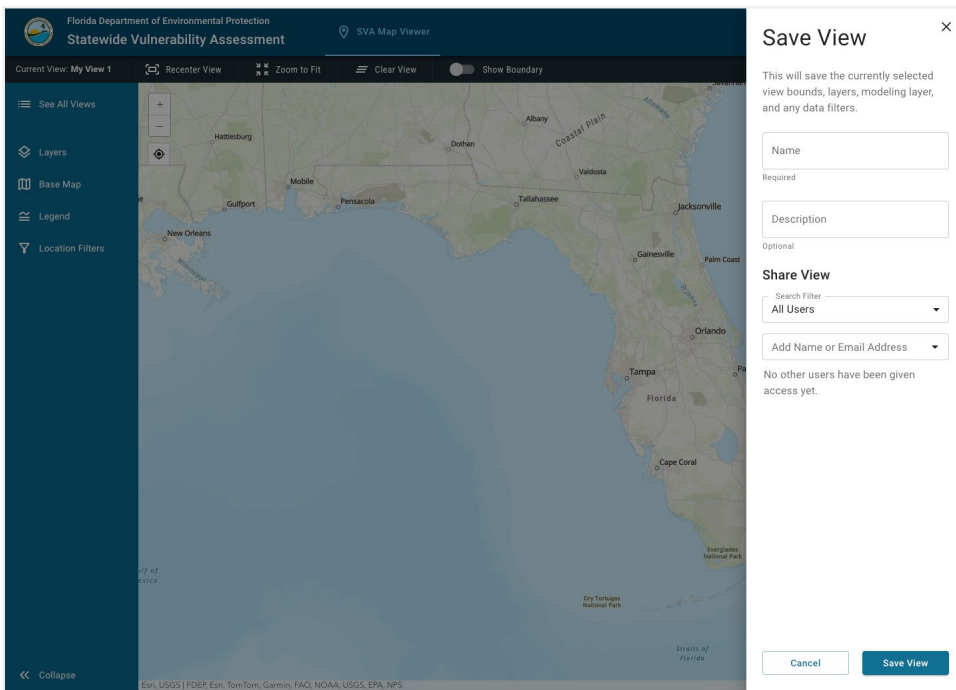 Florida Department of Environmental Protection
Statewide Vulnerability Assessment
SVA Map Viewer
Current View: My View 1
Recenter View
Zoom to Fit
Clear View
Show Boundary
See All Views
Layers
Base Map
Legend
Location Filters
Collapse
+
−
Hattiesburg
Albany
Coastal Plain
Altamaha
Dothan
Valdosta
Mobile
Gulfport
Pensacola
Tallahassee
Jacksonville
New Orleans
Mississippi
Gainesville
Palm Coast
St Johns
Orlando
Tampa
Florida
Cape Coral
Everglades
National Park
Dry Tortugas
National Park
Straits of
Florida
Esri, USGS | FDEP, Esri, TomTom, Garmin, FAO, NOAA, USGS, EPA, NPS
Save View
This will save the currently selected
view bounds, layers, modeling layer,
and any data filters.
Name
Required
Description
Optional
Share View
Search Filter
All Users
Add Name or Email Address
No other users have been given
access yet.
Cancel
Save View